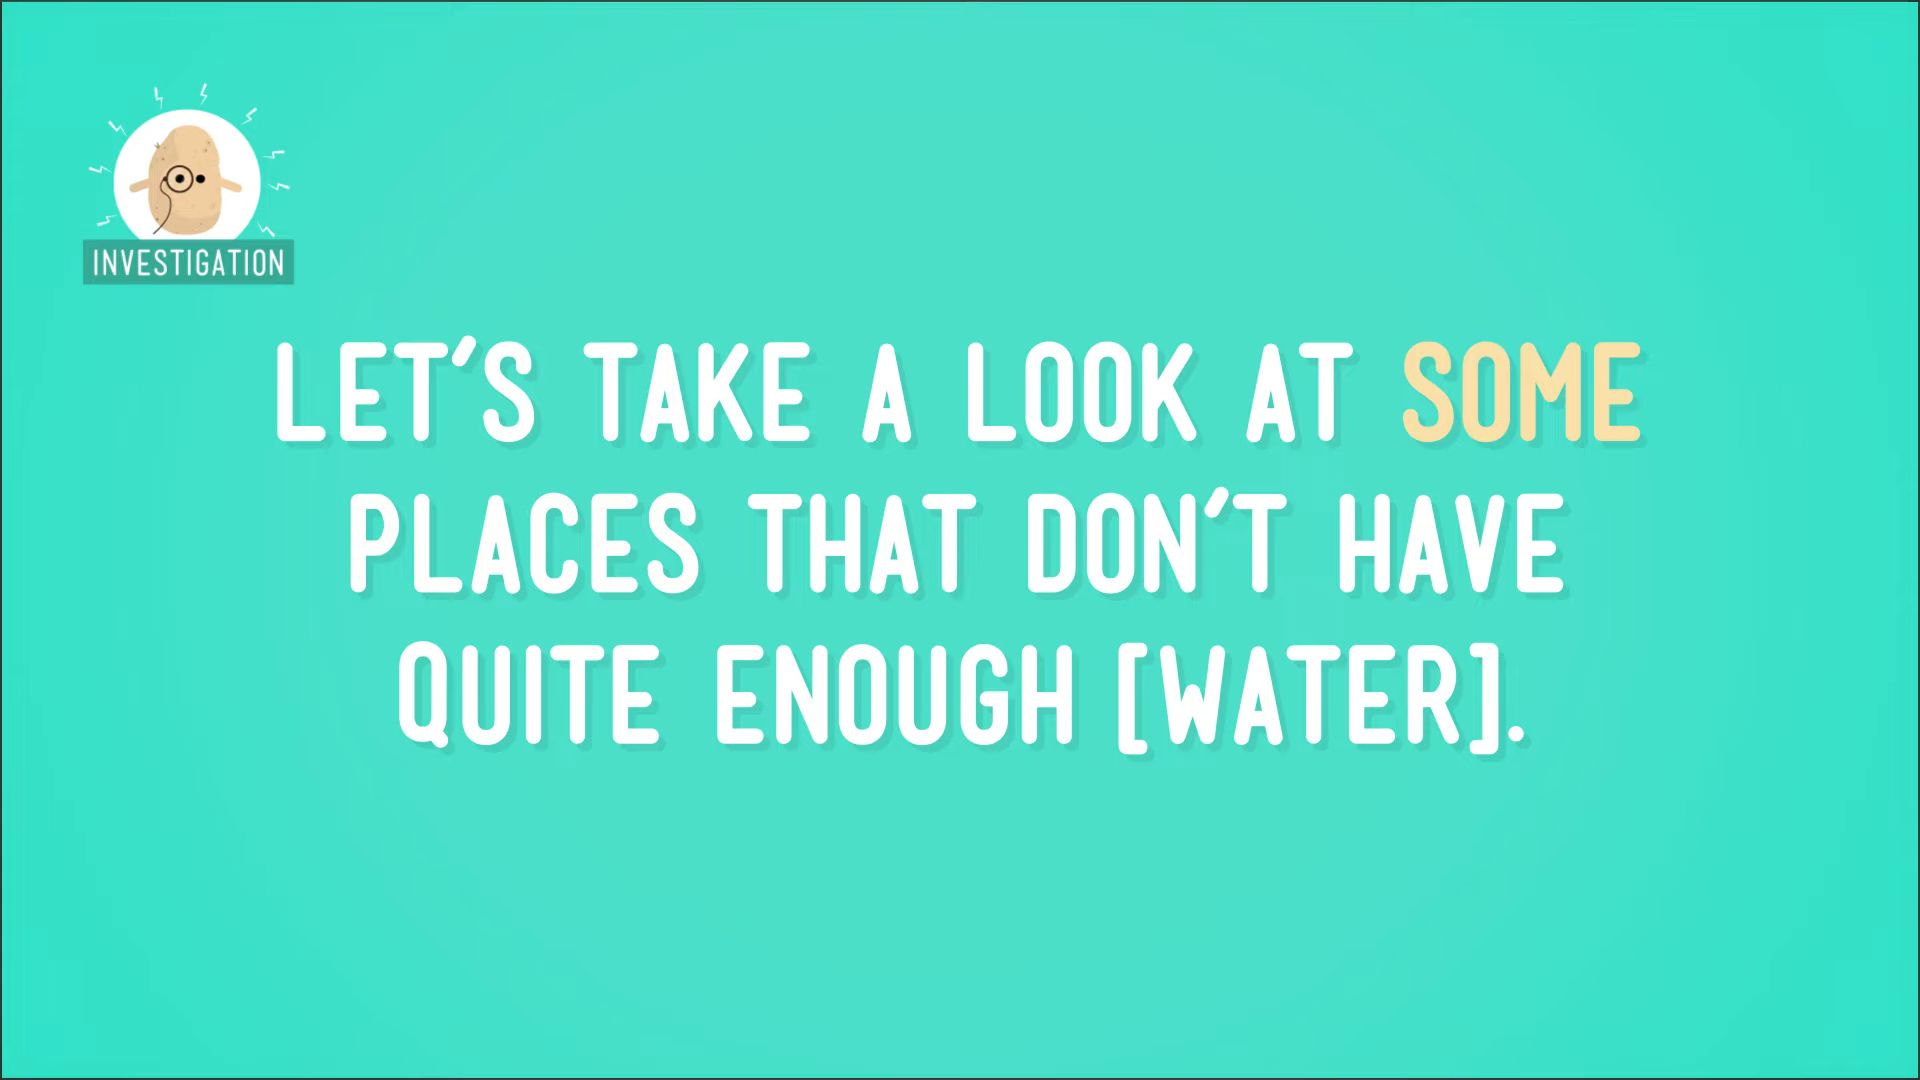 INVESTIGATION
LET'S TAKE A LOOK AT SOME
PLACES THAT DON'T HAVE
QUITE ENOUGH [WATER].